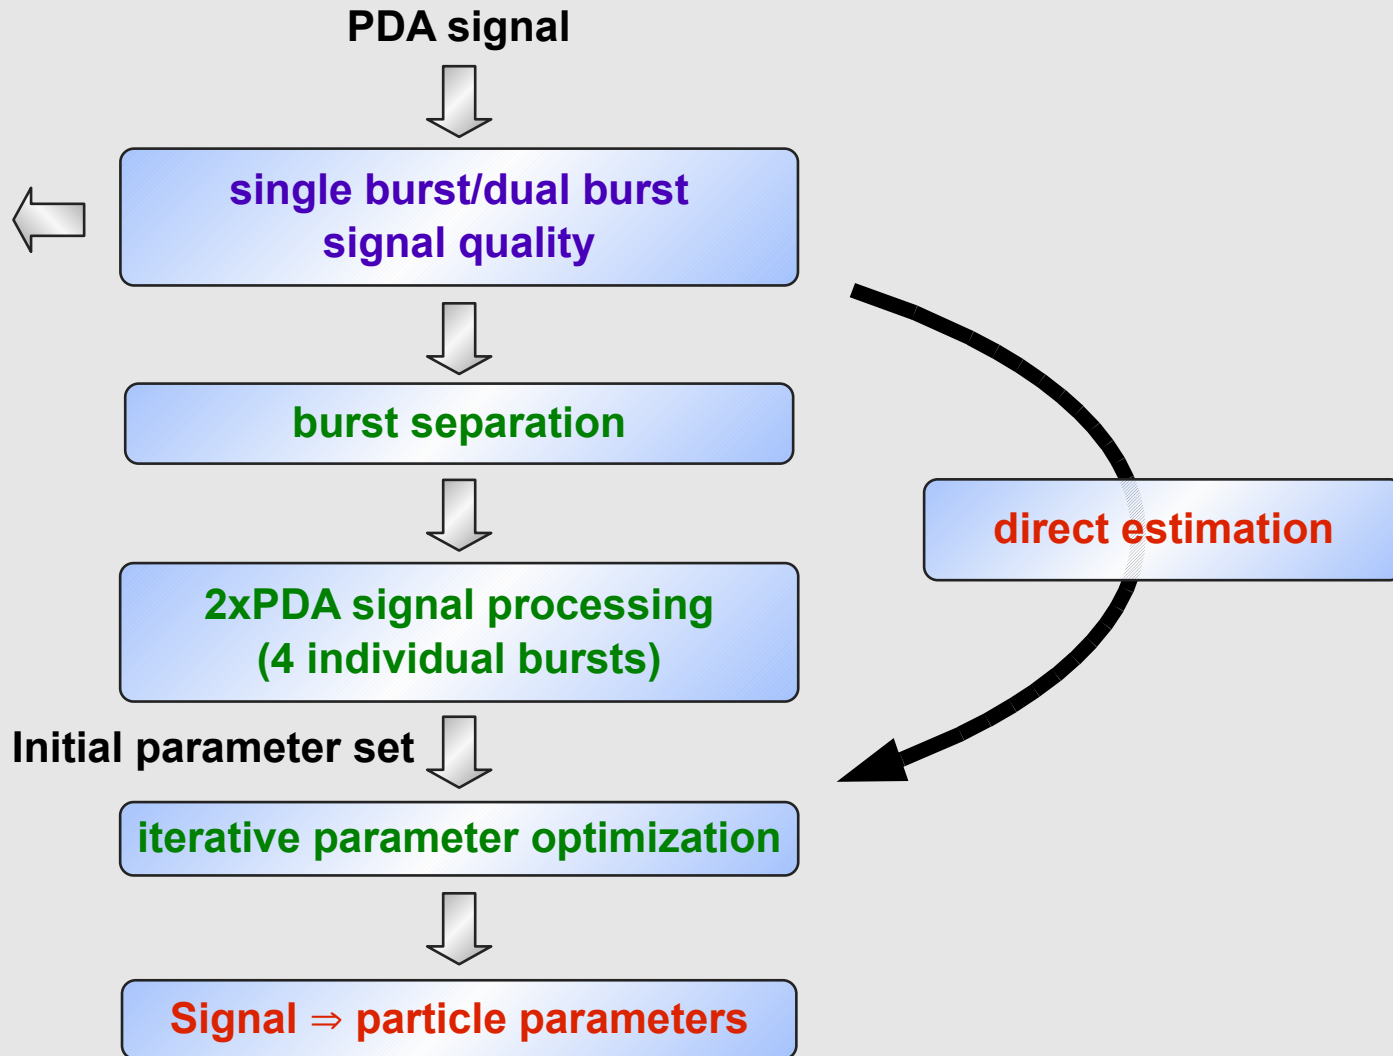 PDA signal
single burst/dual burst
signal quality
burst separation
direct estimation
2xPDA signal processing
(4 individual bursts)
Initial parameter set
iterative parameter optimization
Signal ⇒ particle parameters